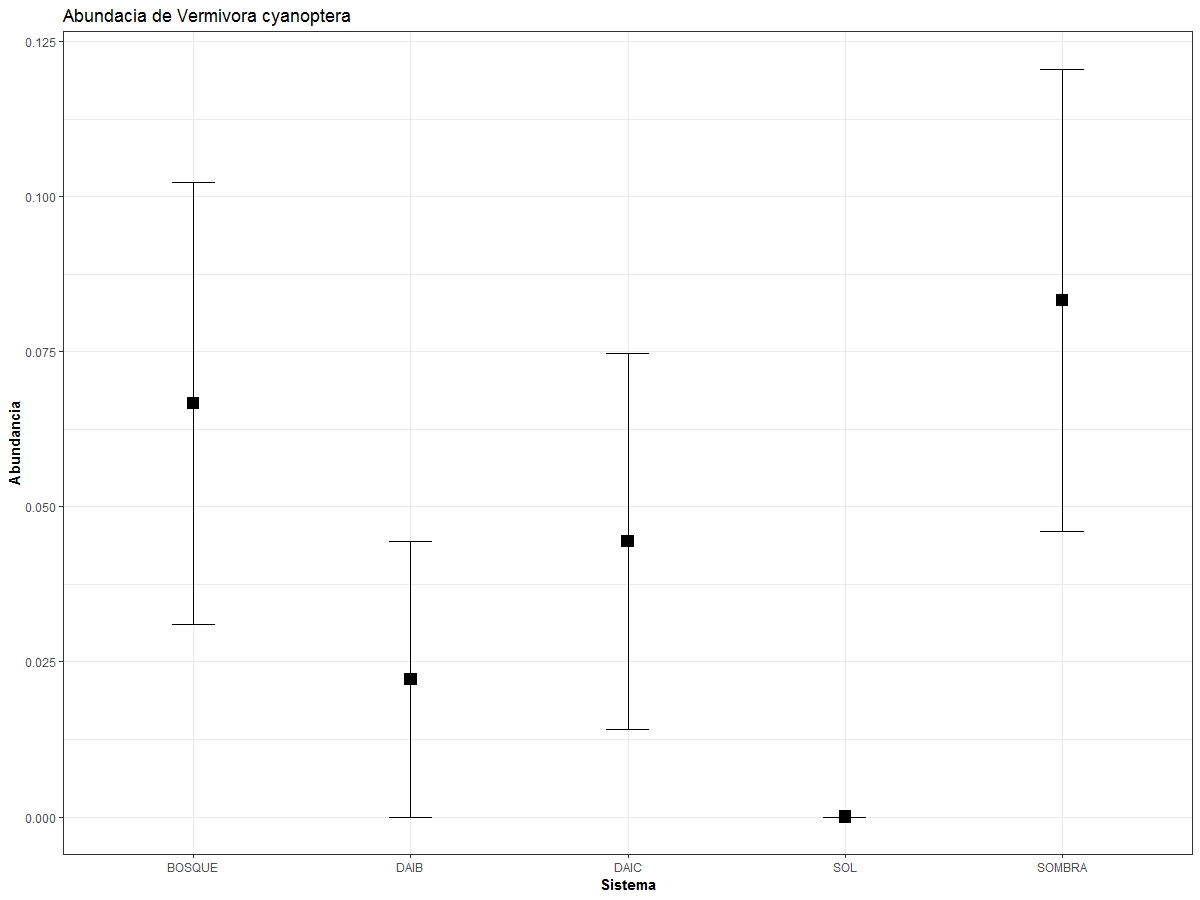 Abundacia de Vermivora cyanoptera
0.125
0.100
0.075
0.050
0.025
0.000
Abundancia
BOSQUE DAIB DAIC SOL SOMBRA
Sistema